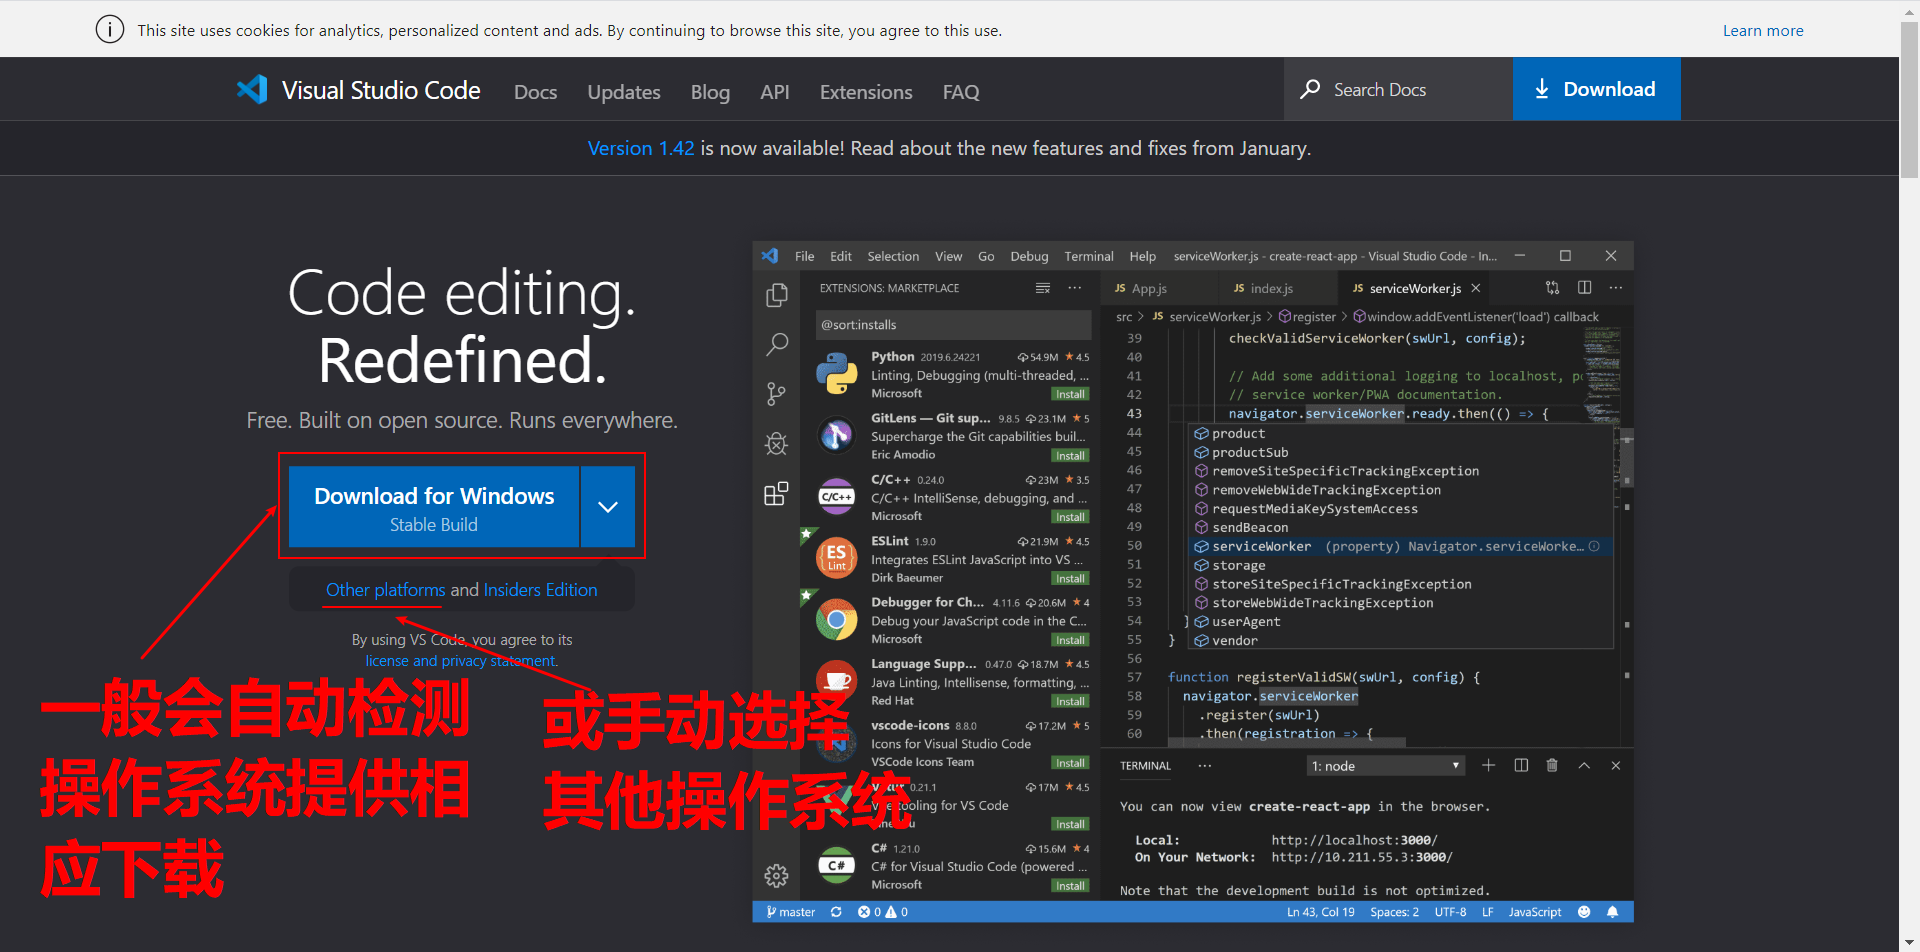 This site uses cookies for analytics, personalized content and ads. By continuing to browse this site, you agree to this use.
Learn more
Visual Studio Code
Docs
Updates
Blog
API
Extensions
FAQ
Search Docs
Download
Version 1.42 is now available! Read about the new features and fixes from January.
Code editing.
Redefined.
Free. Built on open source. Runs everywhere.
Download for Windows
Stable Build
Other platforms and Insiders Edition
By using VS Code, you agree to its
license and privacy statement.
一般会自动检测
操作系统提供相
应下载
或手动选择
其他操作系统
File Edit Selection View Go Debug Terminal Help serviceWorker.js - create-react-app - Visual Studio Code - In...
EXTENSIONS: MARKETPLACE
@sort:installs
Python 2019.6.24221 54.9M ★ 4.5
Linting, Debugging (multi-threaded, ...
Microsoft Install
GitLens — Git sup... 9.8.5 23.1M ★ 5
Supercharge the Git capabilities buil...
Eric Amodio Install
C/C++
C/C++ 0.24.0 23M ★ 3.5
C/C++ IntelliSense, debugging, and ...
Microsoft Install
ES
Lint
ESLint 1.9.0 21.9M ★ 4.5
Integrates ESLint JavaScript into VS ...
Dirk Baeumer Install
Debugger for Ch... 4.11.6 20.6M ★ 4
Debug your JavaScript code in the C...
Microsoft Install
Language Supp... 0.47.0 18.7M ★ 4.5
Java Linting, Intellisense, formatting, ...
Red Hat Install
vscode-icons 8.8.0 17.2M ★ 5
Icons for Visual Studio Code
VSCode Icons Team Install
0.21.1 17M ★ 4.5
tooling for VS Code
Install
C#
C# 1.21.0 15.6M ★ 4
C# for Visual Studio Code (powered ...
Microsoft Install
JS App.js
JS index.js
JS serviceWorker.js
src > JS serviceWorker.js > register > window.addEventListener('load') callback
39 checkValidServiceWorker(swUrl, config);
40
41 // Add some additional logging to localhost, p
42 // service worker/PWA documentation.
43 navigator.serviceWorker.ready.then(() => {
44 product
45 productSub
46 removeSiteSpecificTrackingException
47 removeWebWideTrackingException
48 requestMediaKeySystemAccess
49 sendBeacon
50 serviceWorker (property) Navigator.serviceWorke...
51 storage
52 storeSiteSpecificTrackingException
53 storeWebWideTrackingException
54 } userAgent
55 } vendor
56
57 function registerValidSW(swUrl, config) {
58 navigator.serviceWorker
59 .register(swUrl)
60 .then(registration => {
TERMINAL ··· 1: node
You can now view create-react-app in the browser.
Local: http://localhost:3000/
On Your Network: http://10.211.55.3:3000/
Note that the development build is not optimized.
master 0 0 Ln 43, Col 19 Spaces: 2 UTF-8 LF JavaScript